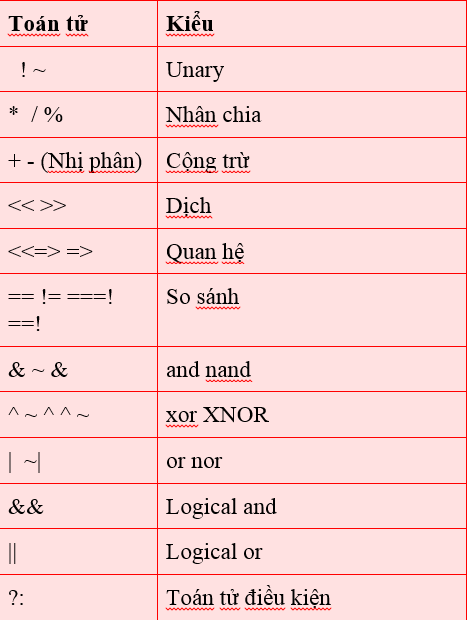 Toán tử Kiểu
! ~ Unary
* / % Nhân chia
+ - (Nhị phân) Cộng trừ
<< >> Dịch
<<=> => Quan hệ
== != ===! So sánh
==!
& ~ & and nand
^ ~ ^ ^ ~ xor XNOR
| ~| or nor
&& Logical and
|| Logical or
?: Toán tử điều kiện